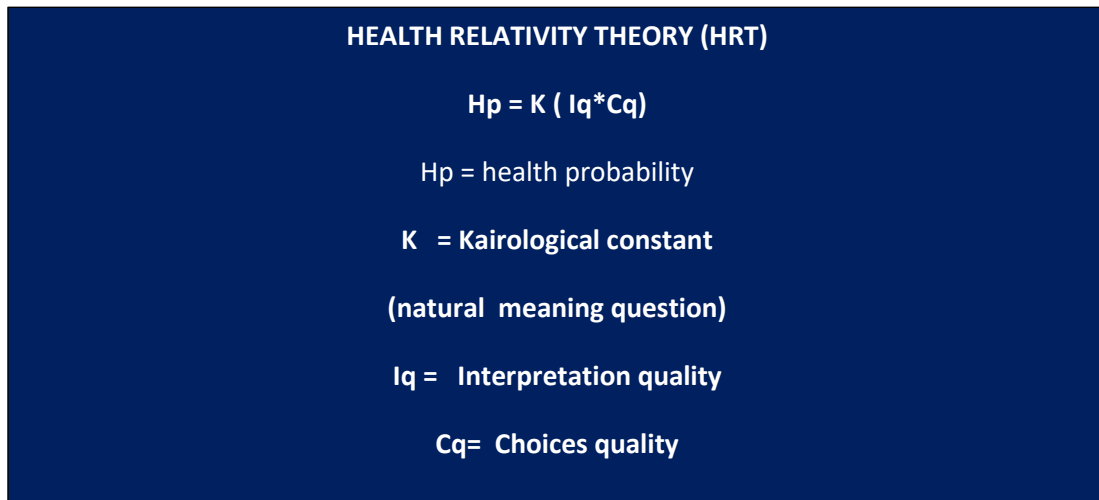 HEALTH RELATIVITY THEORY (HRT)
Hp = K ( Iq*Cq)
Hp = health probability
K   = Kairological constant
(natural  meaning question)
Iq =   Interpretation quality
Cq=  Choices quality